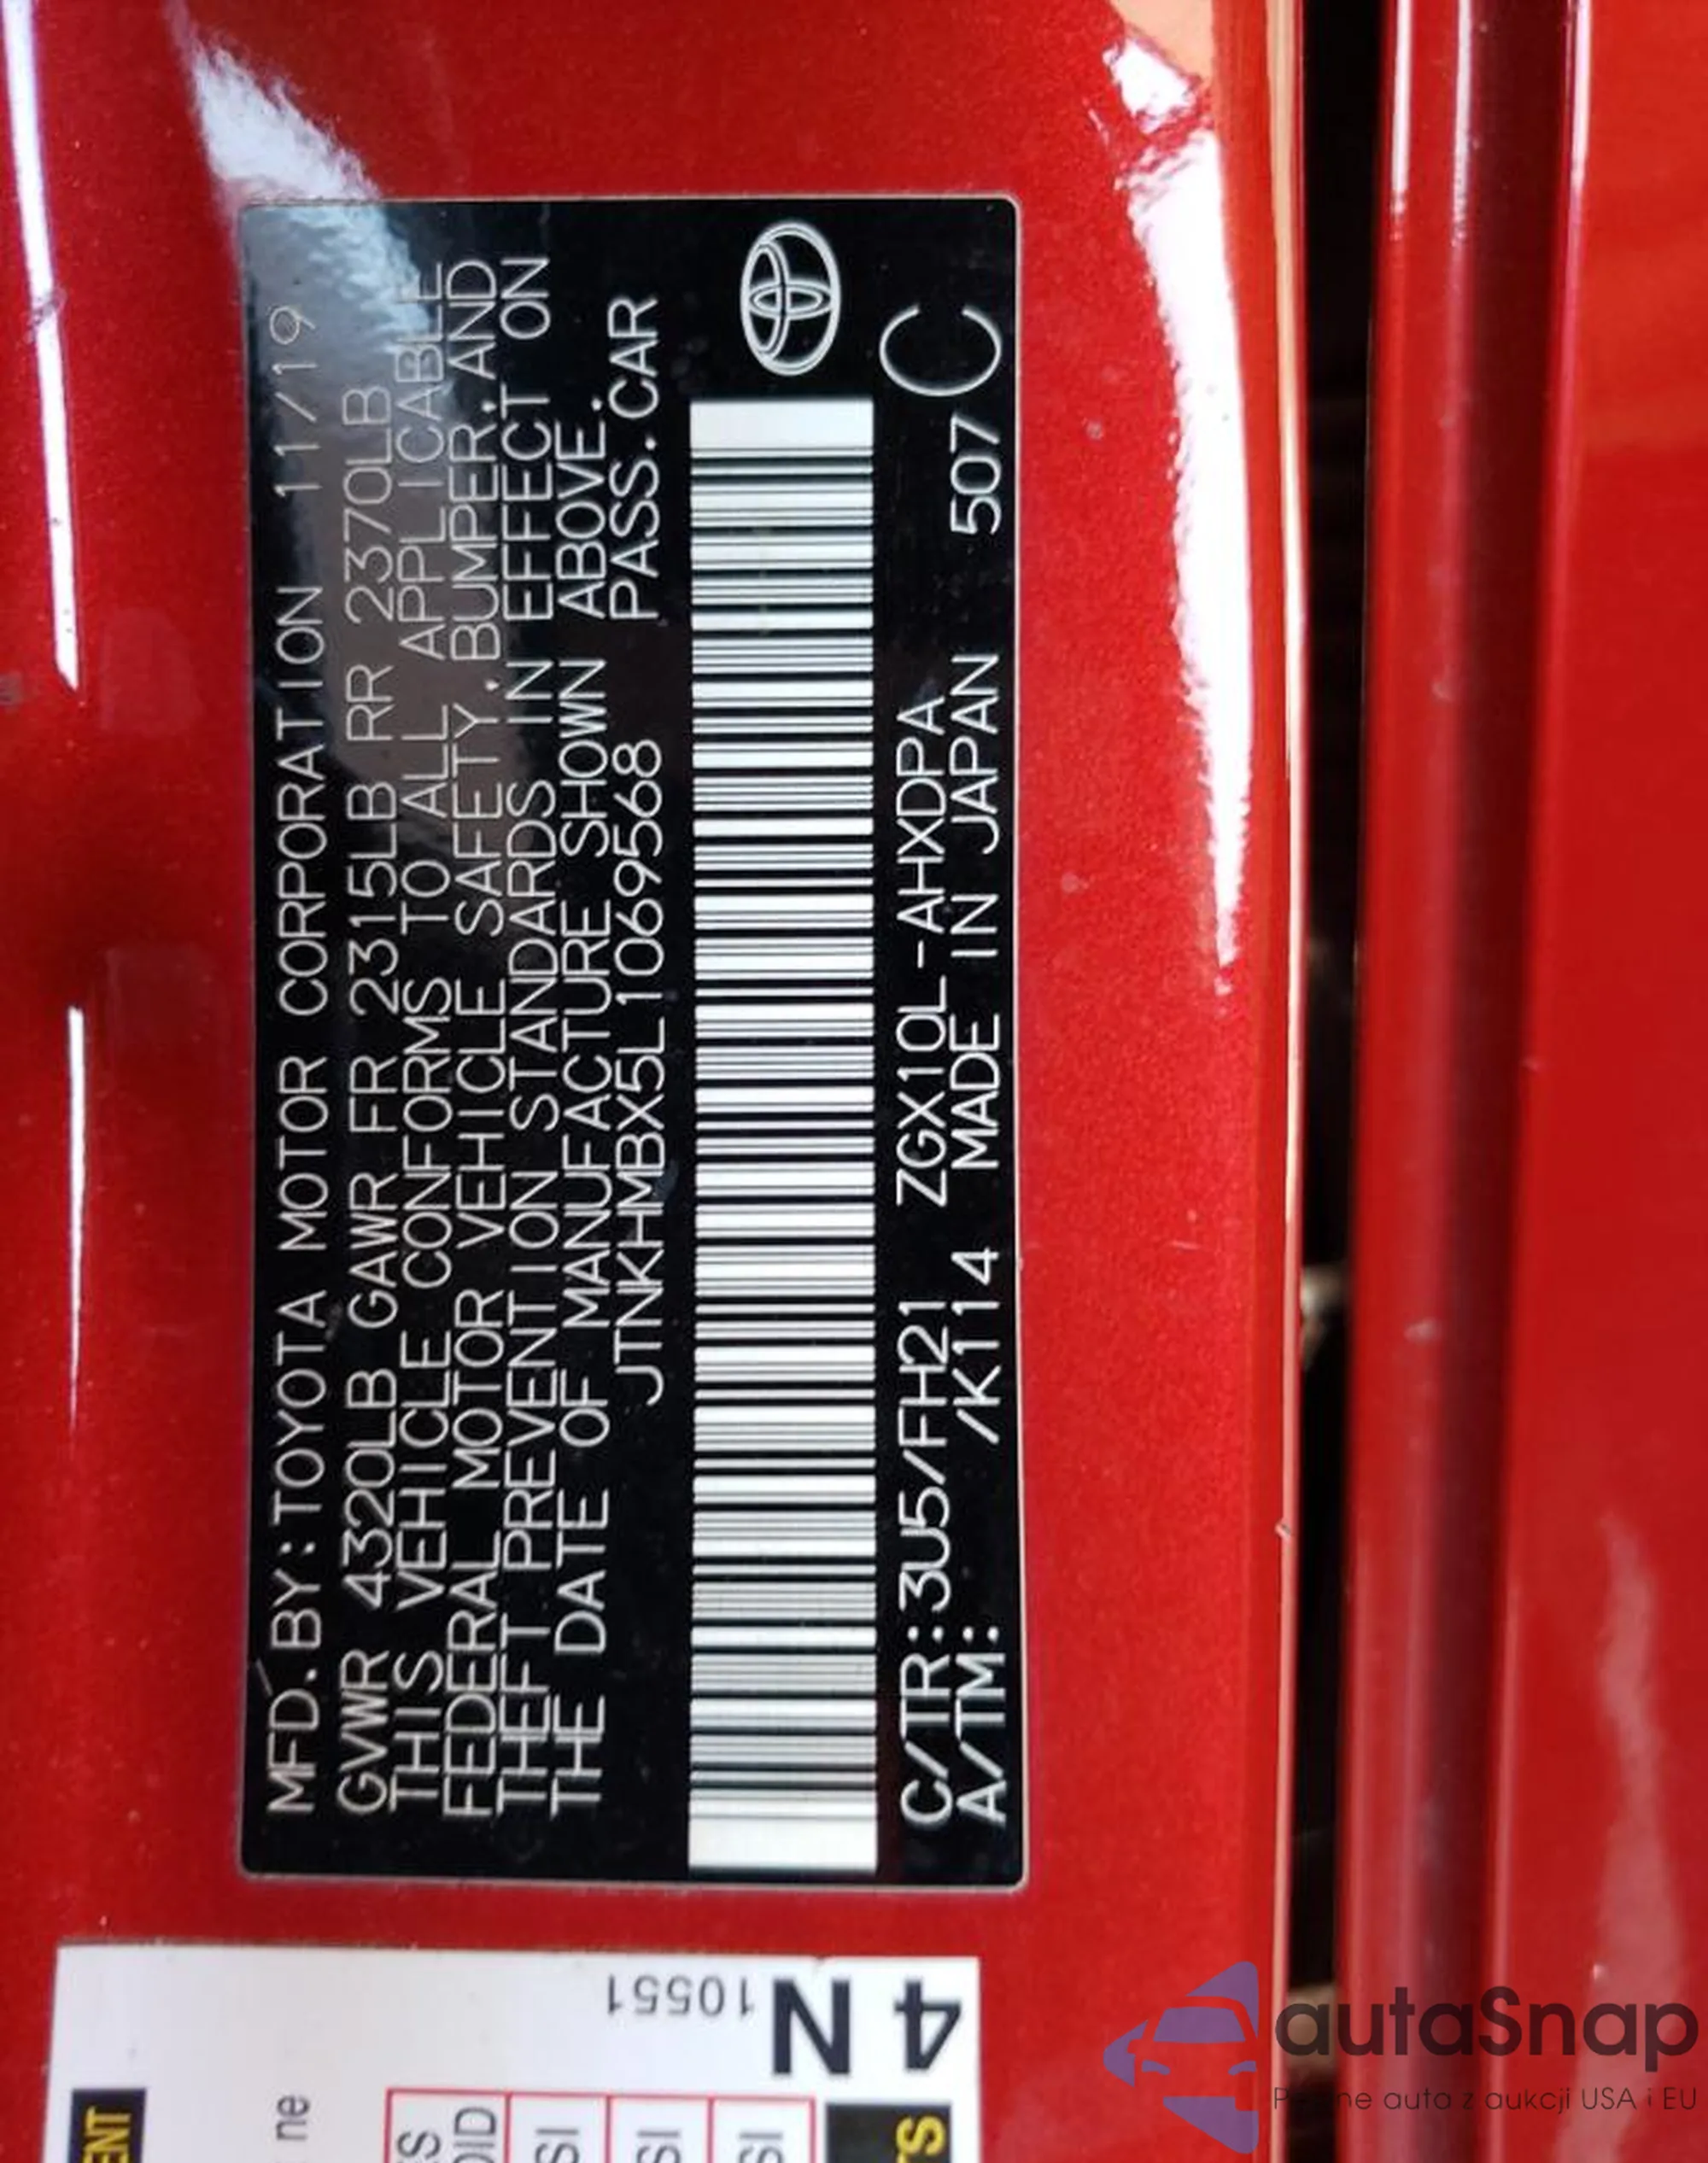 MFD.BY:TOYOTA MOTOR CORPORATION 11/19
GVWR 4320LB GAWR FR 2315LB RR 2370LB
THIS VEHICLE CONFORMS TO ALL APPLICABLE
FEDERAL MOTOR VEHICLE SAFETY, BUMPER, AND
THEFT PREVENTION STANDARDS IN EFFECT ON
THE DATE OF MANUFACTURE SHOWN ABOVE.
JTNKHMBX5L1069568 PASS.CAR
C/TR:3U5/FH21 ZGX10L-AHXDPA
A/TM: /K114 MADE IN JAPAN 507 C
4N
10551
ne
autaSnap
Pewne auta z aukcji USA i EU